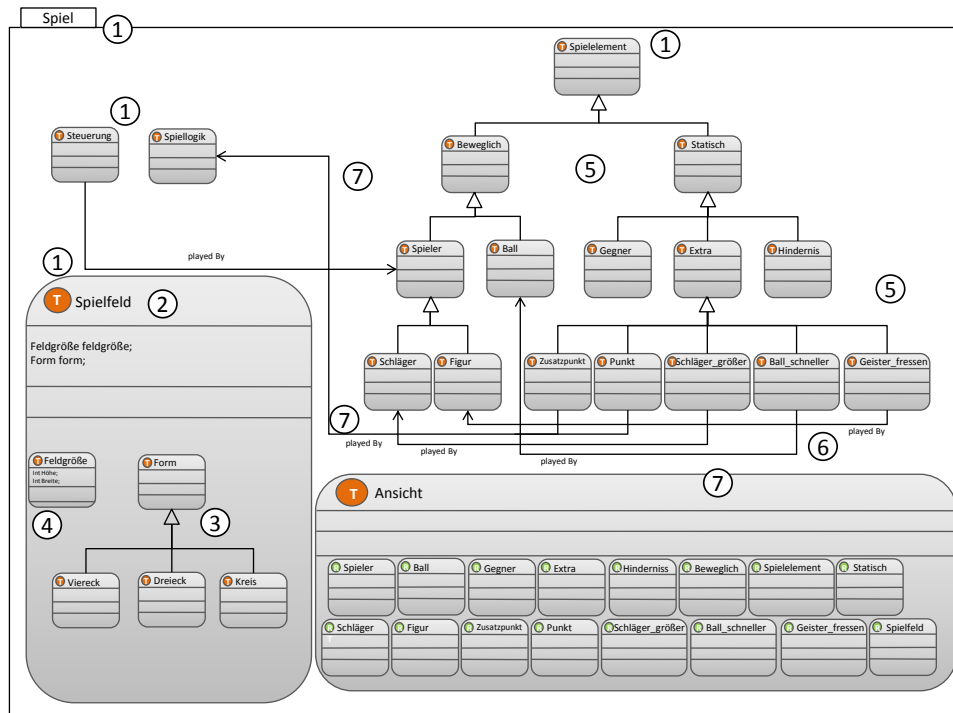 Spiel
1
T Spielelement
1
1
T Steuerung
T Spiellogik
T Beweglich
T Statisch
7
5
T Spieler
T Ball
T Gegner
T Extra
T Hindernis
played By
1
T Spielfeld
2
5
Feldgröße feldgröße;
Form form;
T Schläger
T Figur
T Zusatzpunkt
T Punkt
T Schläger_größer
T Ball_schneller
T Geister_fressen
7
played By
played By
played By
played By
6
T Feldgröße
Int Höhe;
Int Breite;
T Form
4
3
T Viereck
T Dreieck
T Kreis
T Ansicht
7
R Spieler
R Ball
R Gegner
R Extra
R Hinderniss
R Beweglich
R Spielelement
R Statisch
R Schläger
T
R Figur
R Zusatzpunkt
R Punkt
R Schläger_größer
R Ball_schneller
R Geister_fressen
R Spielfeld